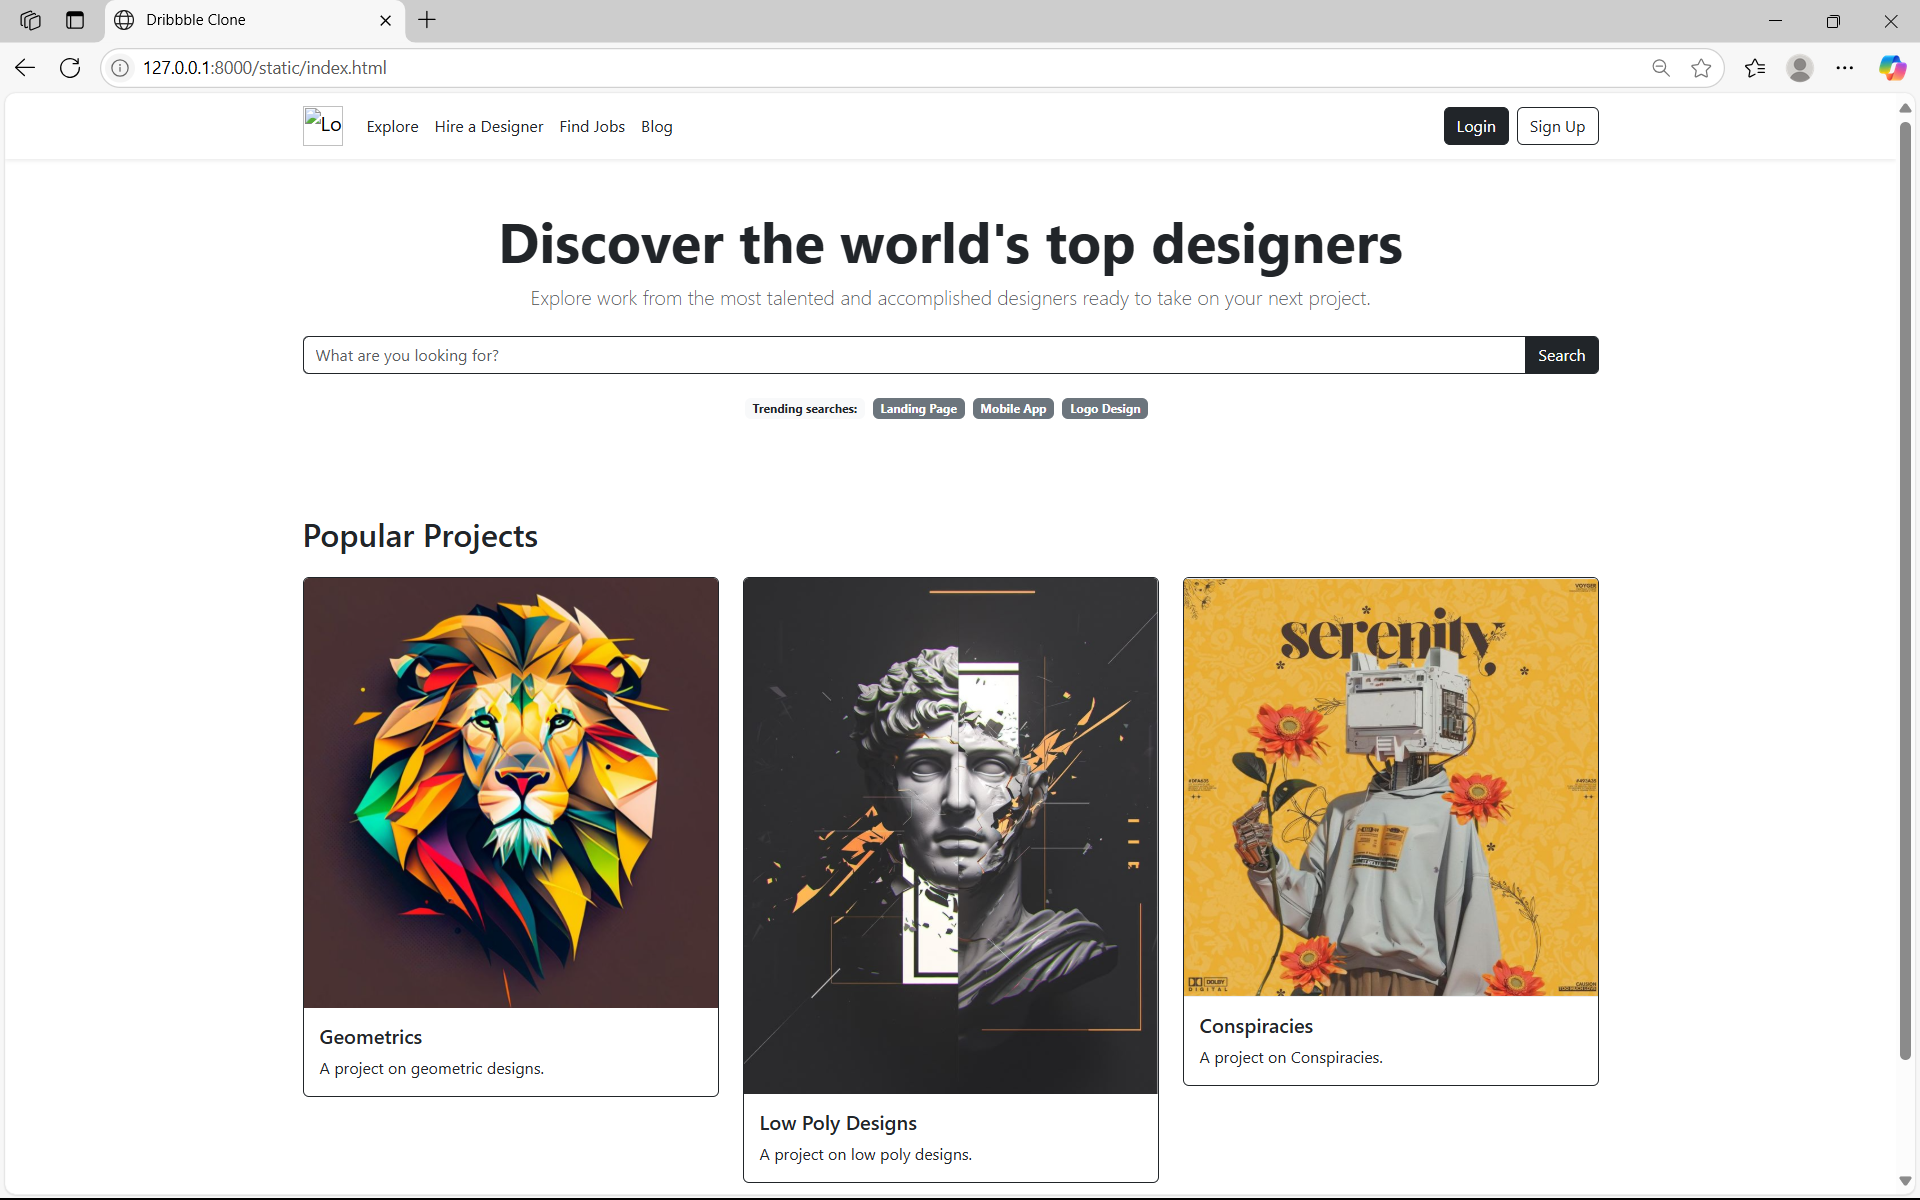 Dribbble Clone
127.0.0.1:8000/static/index.html
Lo
Explore
Hire a Designer
Find Jobs
Blog
Login
Sign Up
Discover the world's top designers
Explore work from the most talented and accomplished designers ready to take on your next project.
What are you looking for?
Search
Trending searches:
Landing Page
Mobile App
Logo Design
Popular Projects
serenity
DOLBY
DIGITAL
Geometrics
A project on geometric designs.
Low Poly Designs
A project on low poly designs.
Conspiracies
A project on Conspiracies.